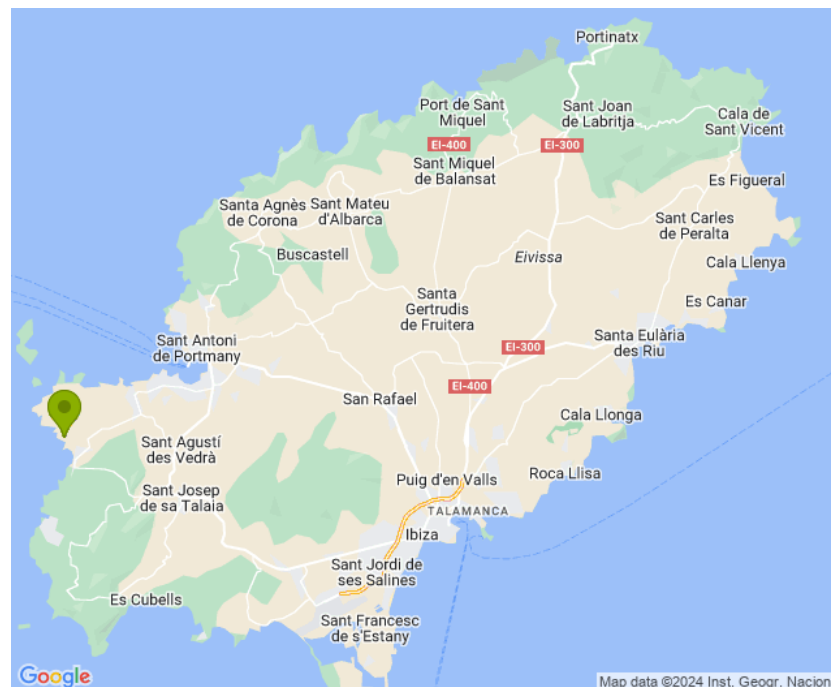 Portinatx
Port de Sant
Miquel
Sant Joan
de Labritja
Cala de
Sant Vicent
EI-400
EI-300
Sant Miquel
de Balansat
Es Figueral
Santa Agnès
de Corona
Sant Mateu
d'Albarca
Sant Carles
de Peralta
Buscastell
Eivissa
Cala Llenya
Santa
Gertrudis
de Fruitera
Es Canar
Sant Antoni
de Portmany
Santa Eulària
des Riu
EI-300
EI-400
San Rafael
Cala Llonga
Sant Agustí
des Vedrà
Roca Llisa
Puig d'en Valls
Sant Josep
de sa Talaia
TALAMANCA
Ibiza
Sant Jordi de
ses Salines
Es Cubells
Sant Francesc
de s'Estany
Google
Map data ©2024 Inst. Geogr. Nacion